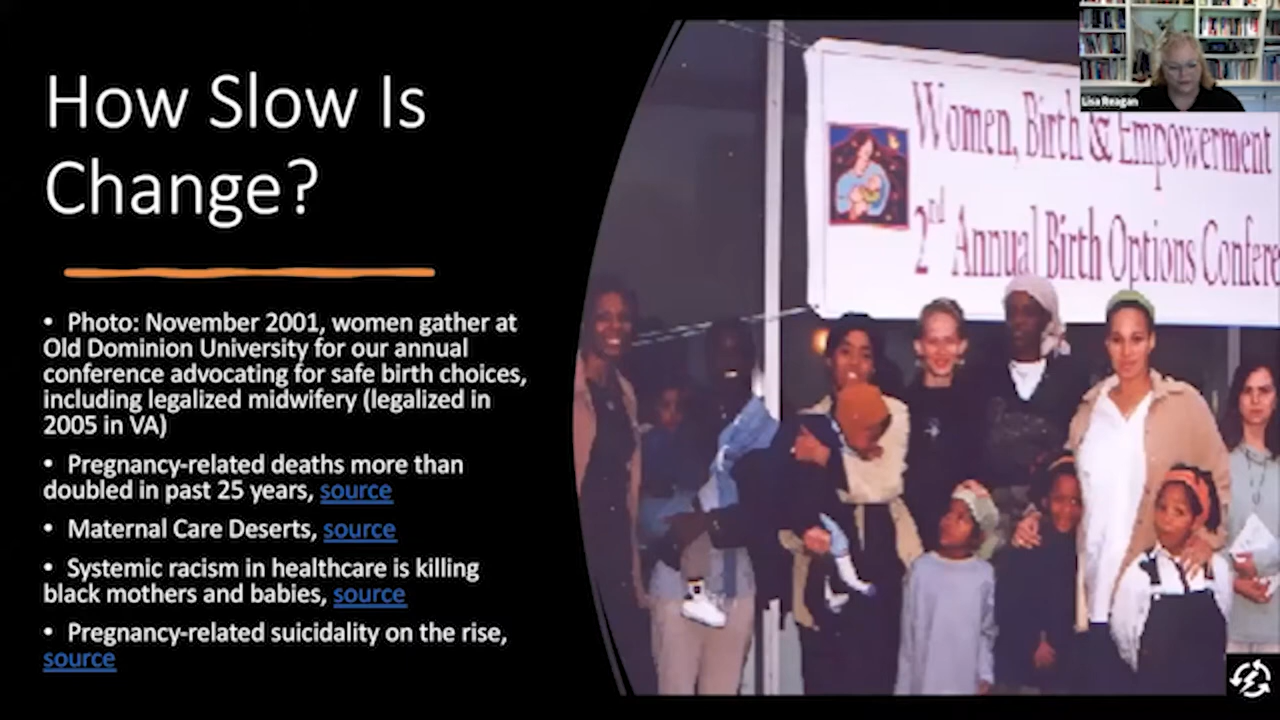 How Slow Is
Change?
• Photo: November 2001, women gather at
Old Dominion University for our annual
conference advocating for safe birth choices,
including legalized midwifery (legalized in
2005 in VA)
• Pregnancy-related deaths more than
doubled in past 25 years, source
• Maternal Care Deserts, source
• Systemic racism in healthcare is killing
black mothers and babies, source
• Pregnancy-related suicidality on the rise,
source
Lisa Reagan
Women, Birth & Empowerment
2nd Annual Birth Options Confere